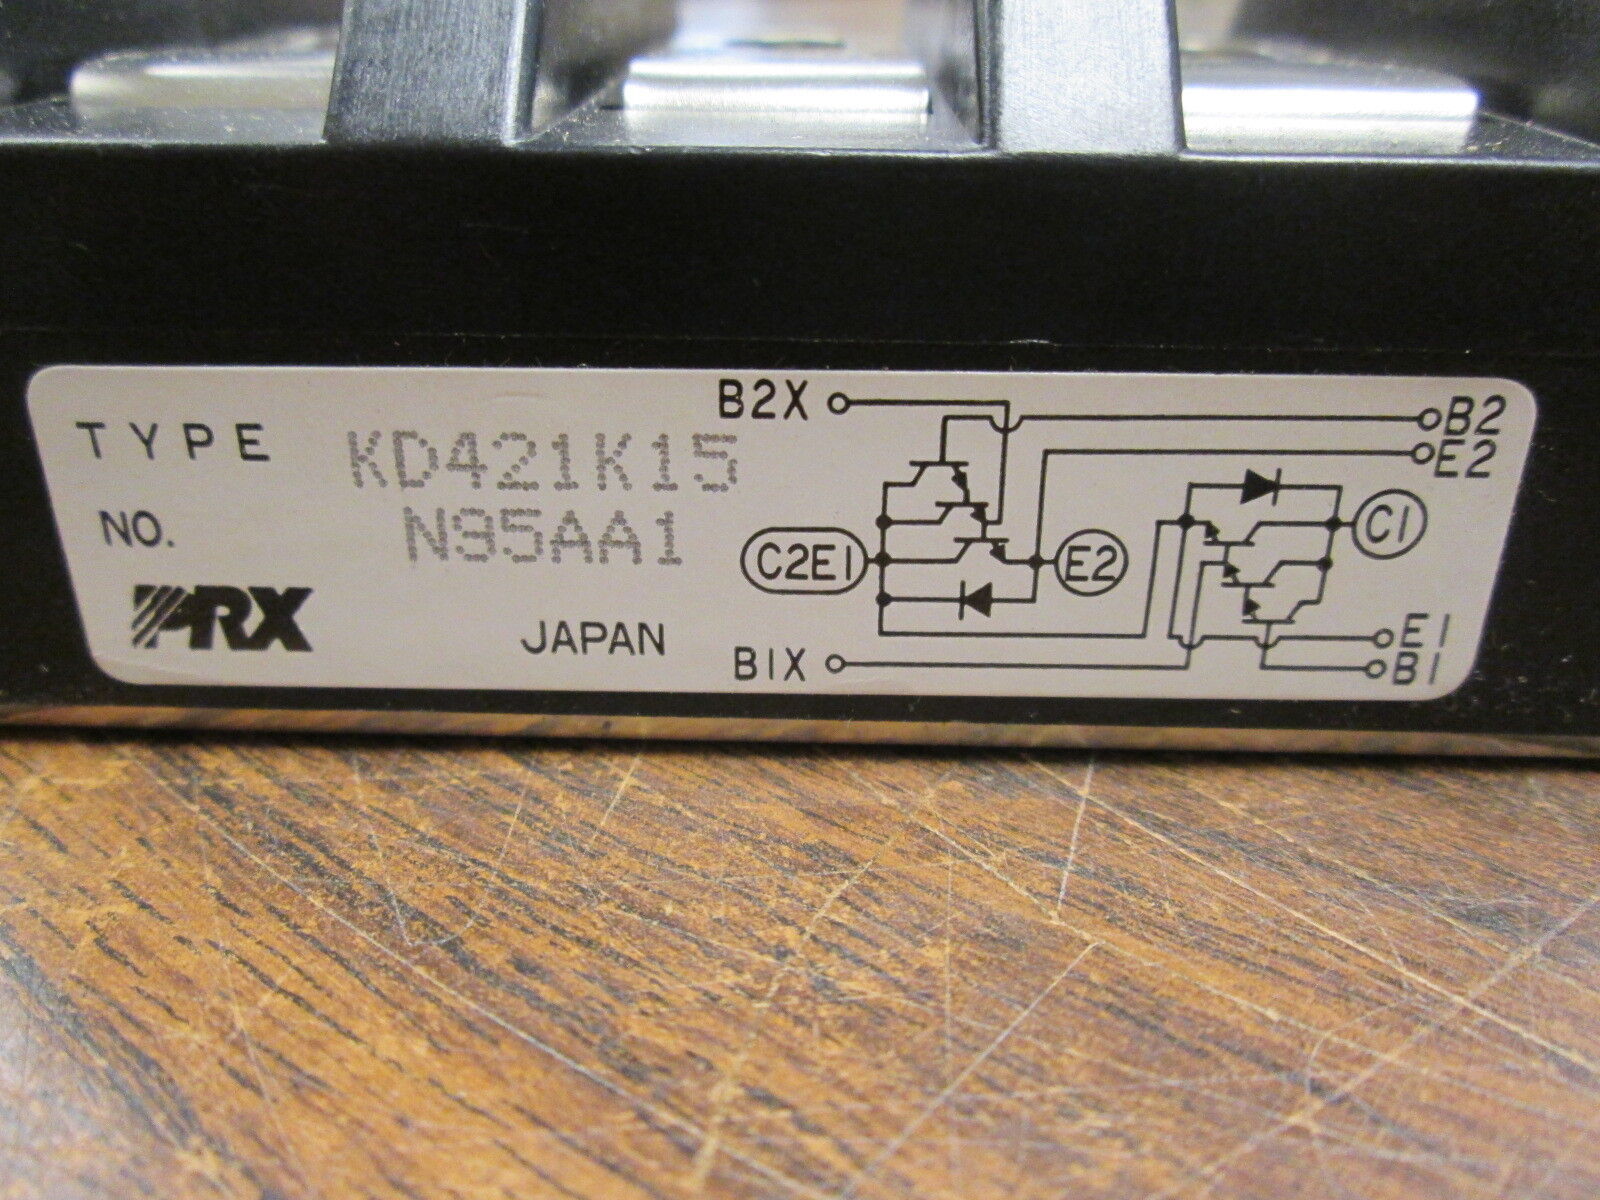 TYPE KD421K15
NO. N95AA1
PRX
JAPAN
B2X
B2
E2
C2E1
E2
C1
B1X
E1
B1